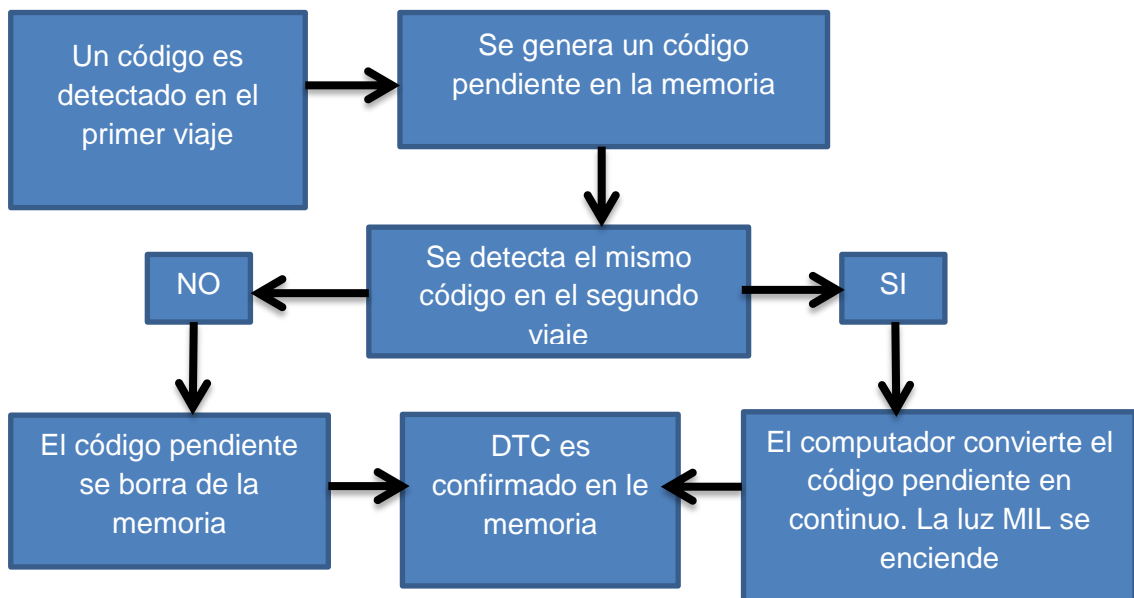 Un código es
detectado en el
primer viaje
Se genera un código
pendiente en la memoria
Se detecta el mismo
código en el segundo
viaje
NO
SI
El código pendiente
se borra de la
memoria
DTC es
confirmado en le
memoria
El computador convierte el
código pendiente en
continuo. La luz MIL se
enciende